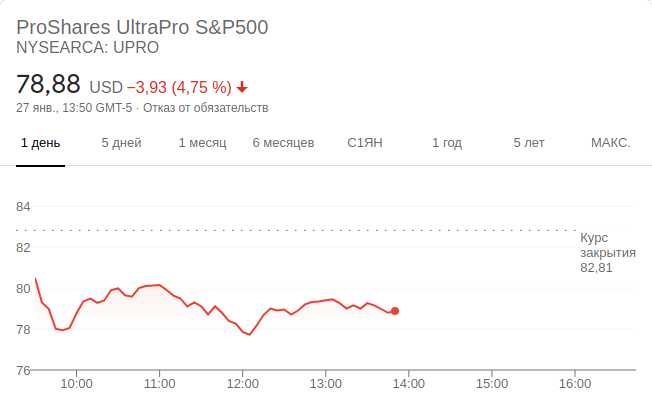 ProShares UltraPro S&P500
NYSEARCA: UPRO
78,88 USD −3,93 (4,75 %)
27 янв., 13:50 GMT-5 · Отказ от обязательств
1 день 5 дней 1 месяц 6 месяцев С1ЯН 1 год 5 лет МАКС.
84
Курс
закрытия
82,81
82
80
78
76
10:00 11:00 12:00 13:00 14:00 15:00 16:00